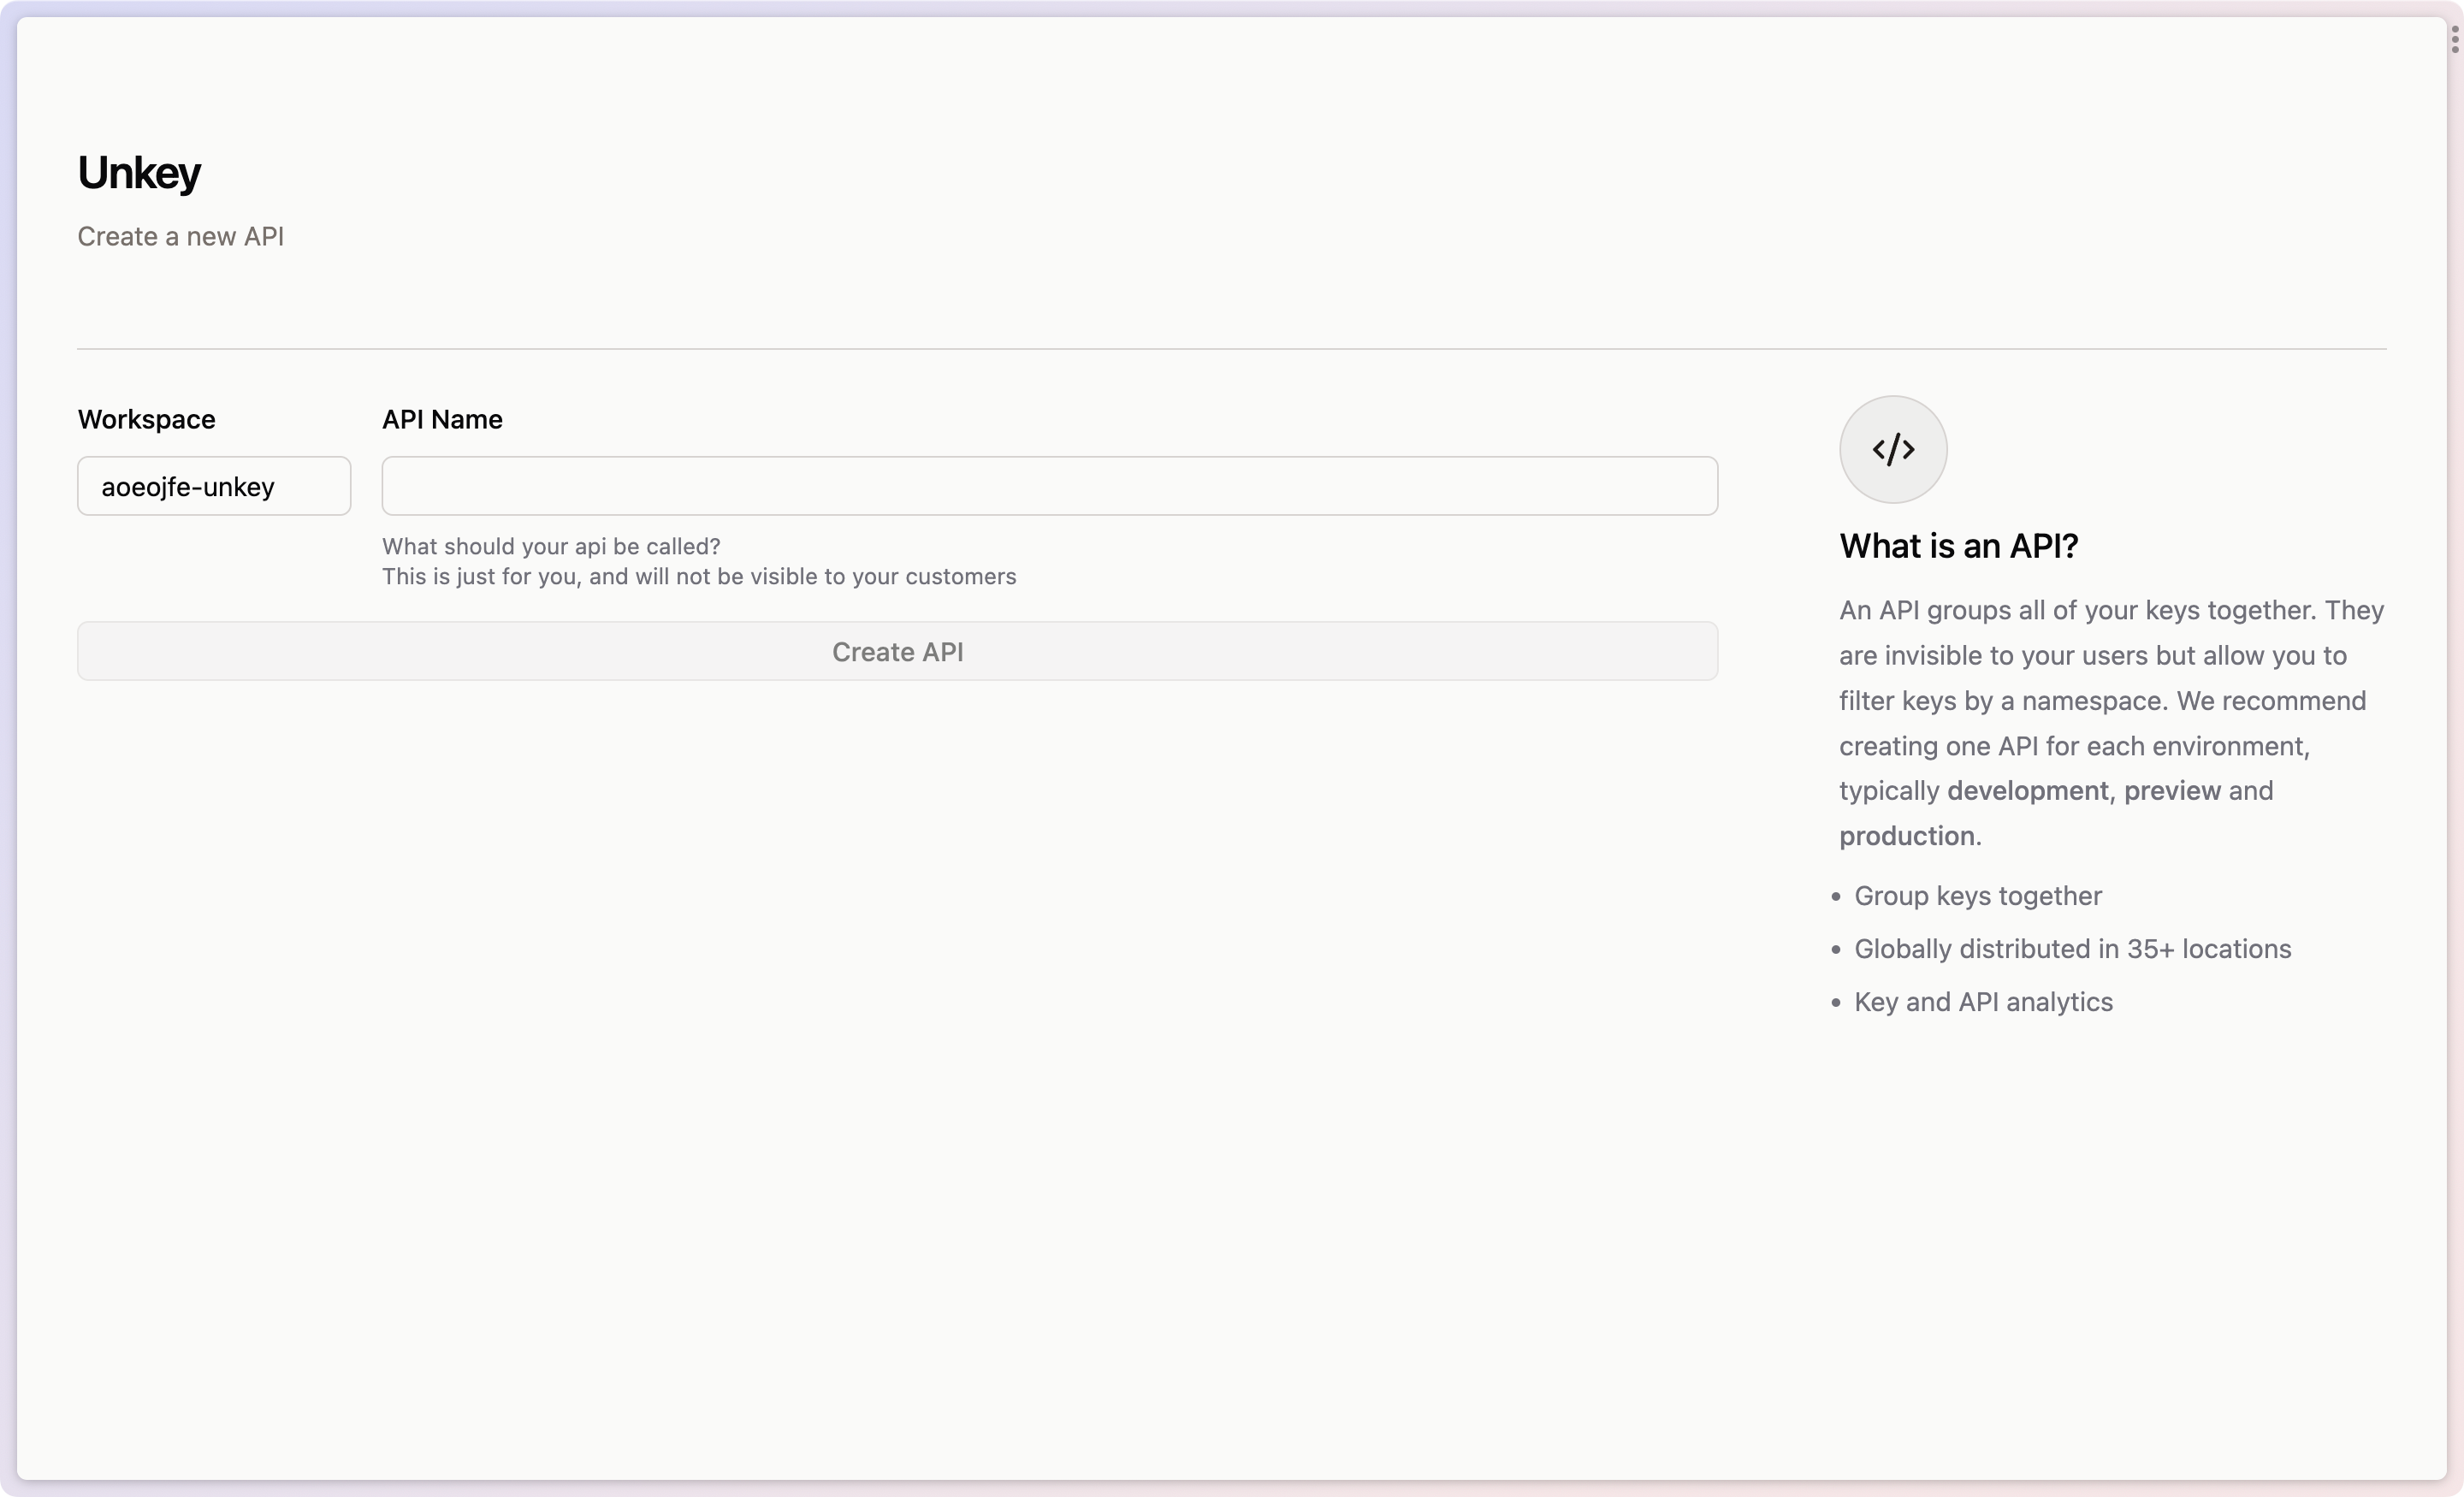 Unkey
Create a new API
Workspace
API Name
aoeojfe-unkey
What should your api be called?
This is just for you, and will not be visible to your customers
Create API
</>
What is an API?
An API groups all of your keys together. They
are invisible to your users but allow you to
filter keys by a namespace. We recommend
creating one API for each environment,
typically development, preview and
production.
• Group keys together
• Globally distributed in 35+ locations
• Key and API analytics